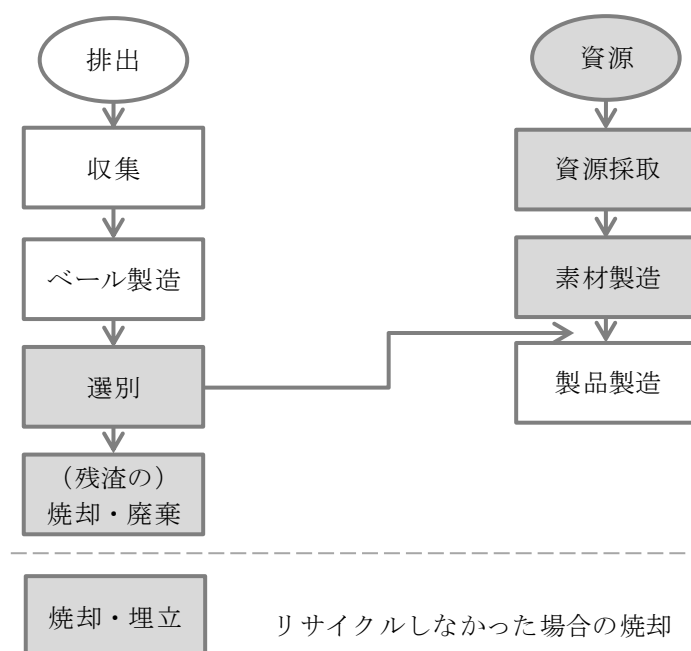 排出
収集
ベール製造
選別
（残渣の）
焼却・廃棄
資源
資源採取
素材製造
製品製造
焼却・埋立
リサイクルしなかった場合の焼却